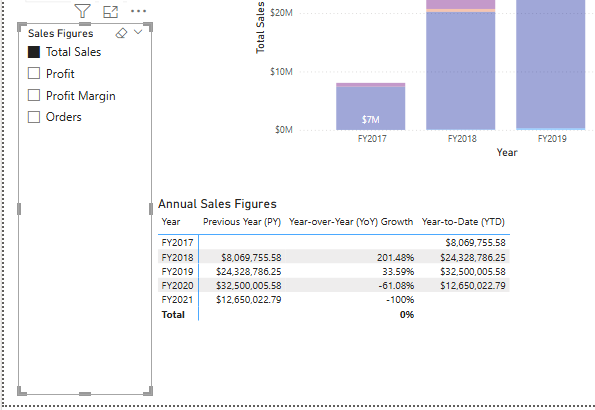 Sales Figures
Total Sales
Profit
Profit Margin
Orders
Total Sales
$20M
$10M
$0M
$7M
FY2017 FY2018 FY2019
Year
Annual Sales Figures
Year Previous Year (PY) Year-over-Year (YoY) Growth Year-to-Date (YTD)
FY2017 $8,069,755.58
FY2018 $8,069,755.58 201.48% $24,328,786.25
FY2019 $24,328,786.25 33.59% $32,500,005.58
FY2020 $32,500,005.58 -61.08% $12,650,022.79
FY2021 $12,650,022.79 -100%
Total 0%